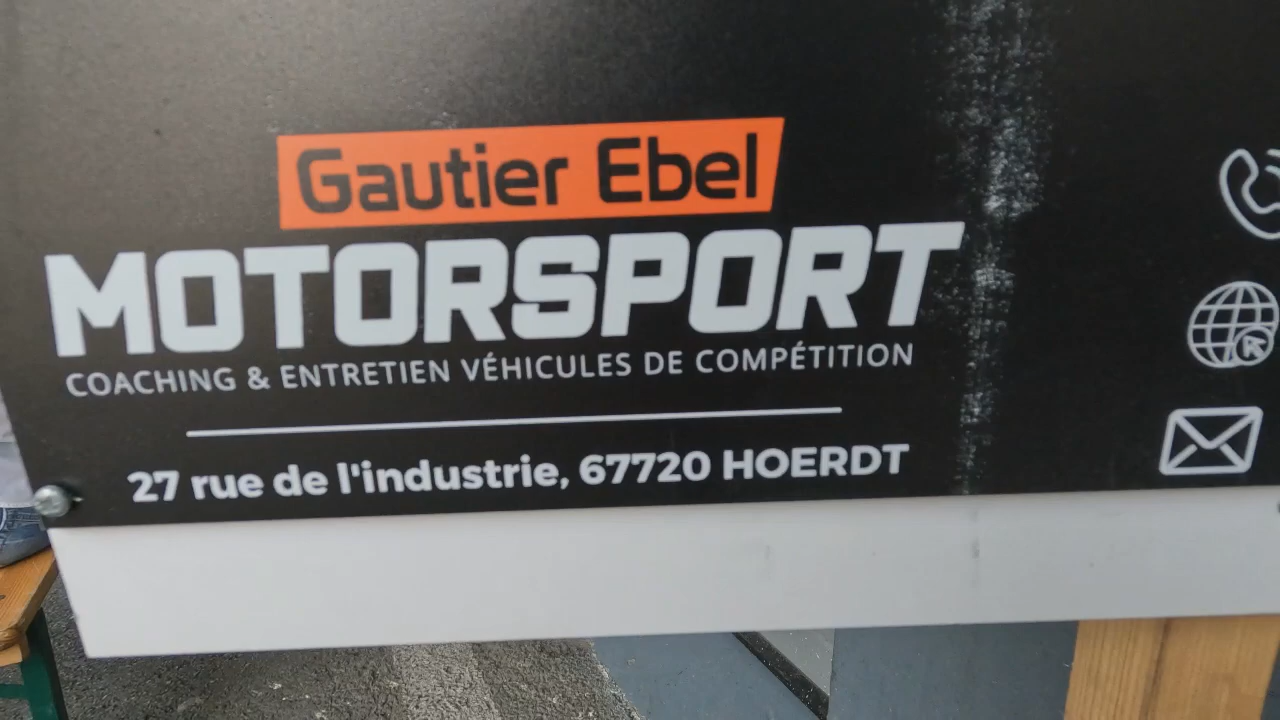 Gautier Ebel
MOTORSPORT
COACHING & ENTRETIEN VÉHICULES DE COMPÉTITION
27 rue de l'industrie, 67720 HOERDT